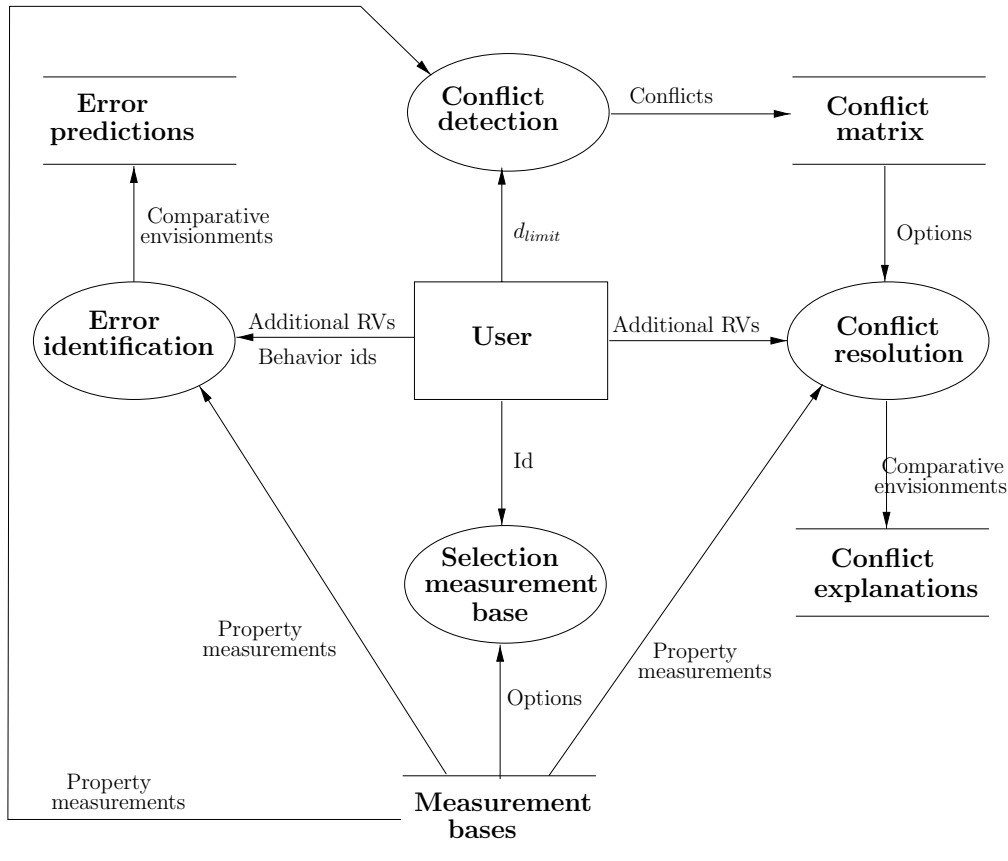 Error
predictions
Conflict
detection
Conflicts
Conflict
matrix
Comparative
envisionments
d_limit
Options
Error
identification
Additional RVs
Behavior ids
User
Additional RVs
Conflict
resolution
Id
Comparative
envisionments
Selection
measurement
base
Conflict
explanations
Property
measurements
Property
measurements
Options
Property
measurements
Measurement
bases